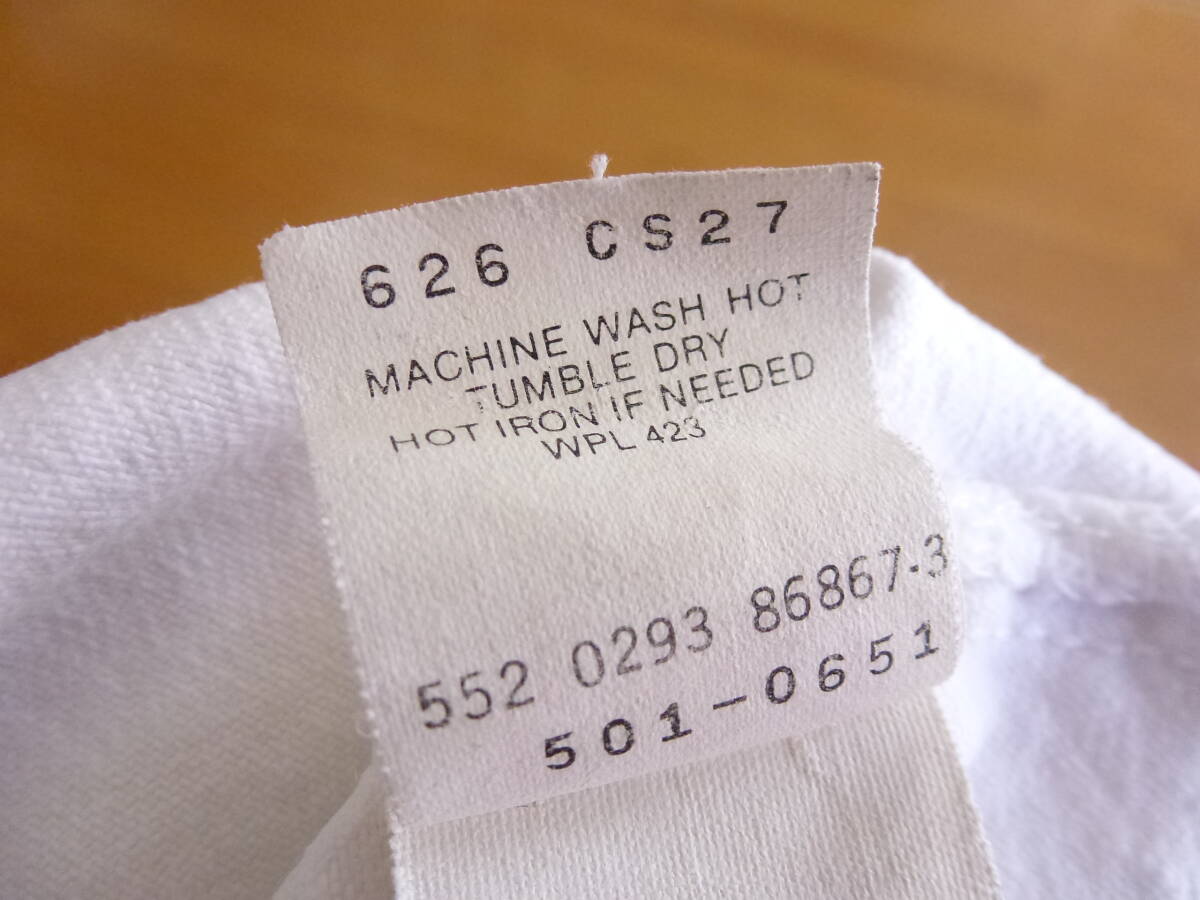 626 CS27
MACHINE WASH HOT
TUMBLE DRY
HOT IRON IF NEEDED
WPL 423
552 0293 86867-3
501-0651